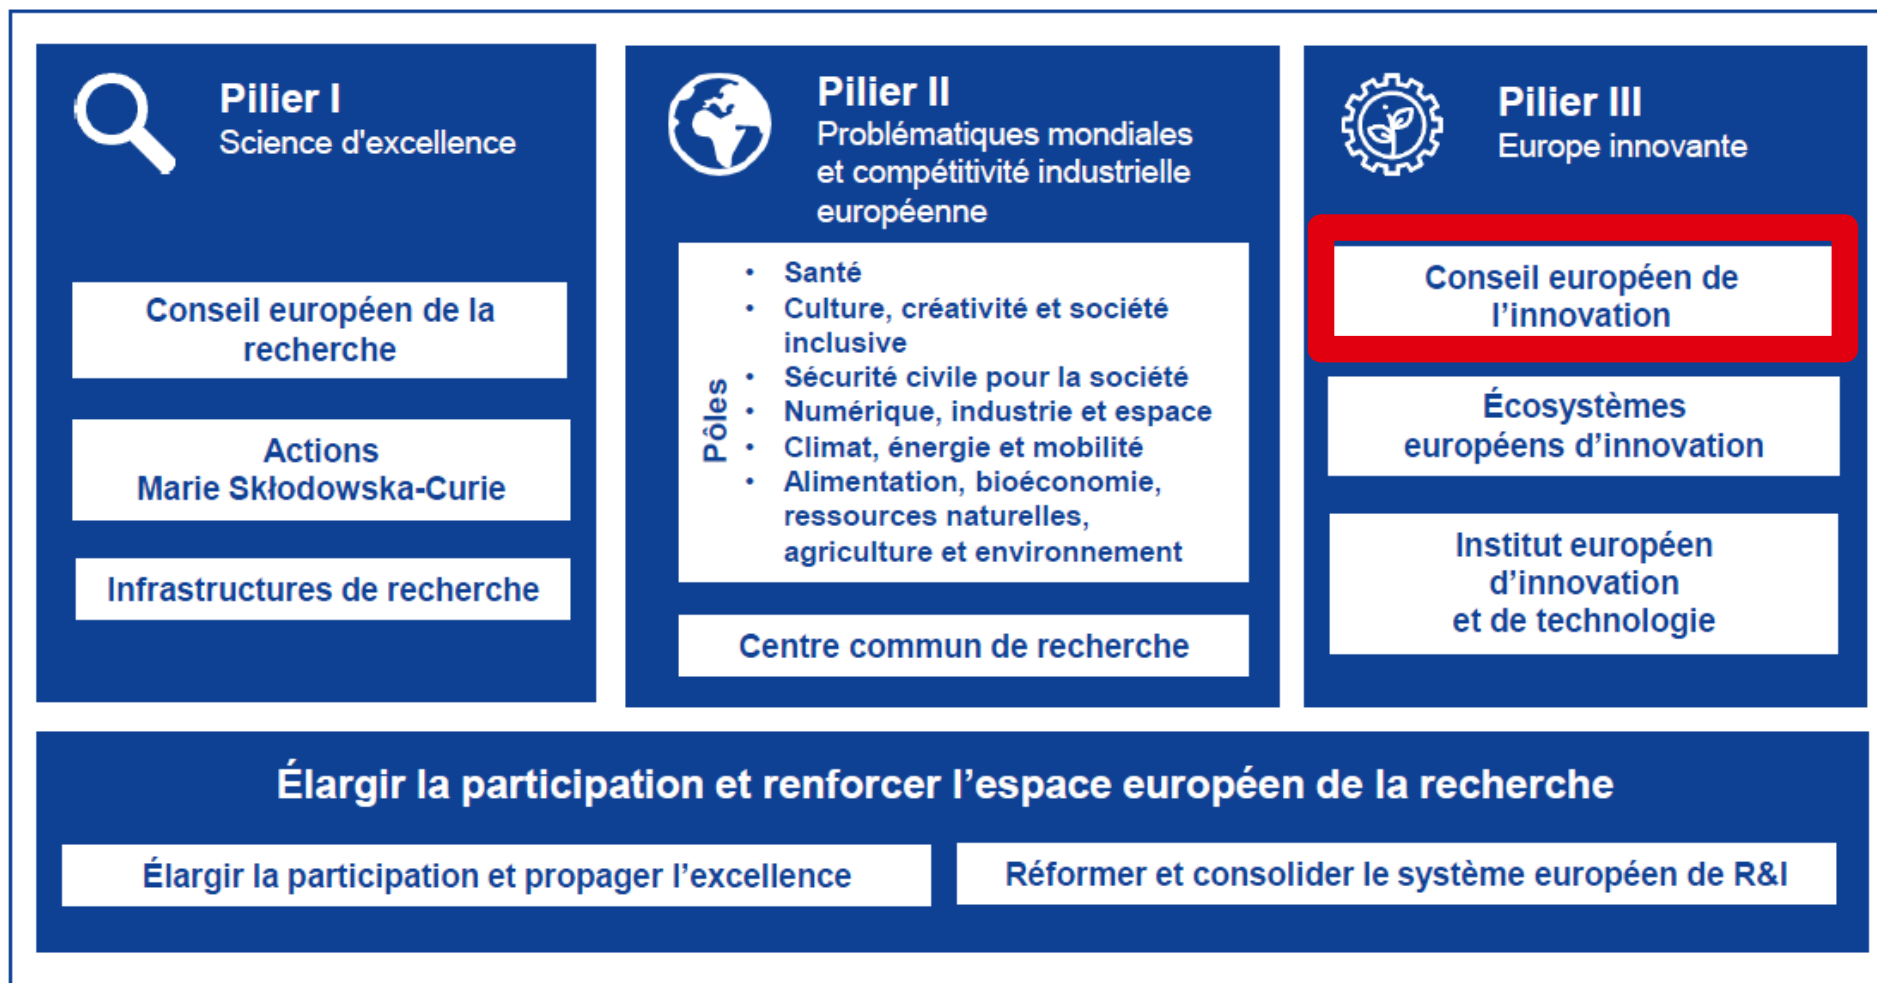 Pilier I
Science d'excellence
Conseil européen de la
recherche
Actions
Marie Skłodowska-Curie
Infrastructures de recherche
Pilier II
Problématiques mondiales
et compétitivité industrielle
européenne
Pôles
• Santé
• Culture, créativité et société
inclusive
• Sécurité civile pour la société
• Numérique, industrie et espace
• Climat, énergie et mobilité
• Alimentation, bioéconomie,
ressources naturelles,
agriculture et environnement
Centre commun de recherche
Pilier III
Europe innovante
Conseil européen de
l’innovation
Écosystèmes
européens d’innovation
Institut européen
d’innovation
et de technologie
Élargir la participation et renforcer l’espace européen de la recherche
Élargir la participation et propager l’excellence
Réformer et consolider le système européen de R&I